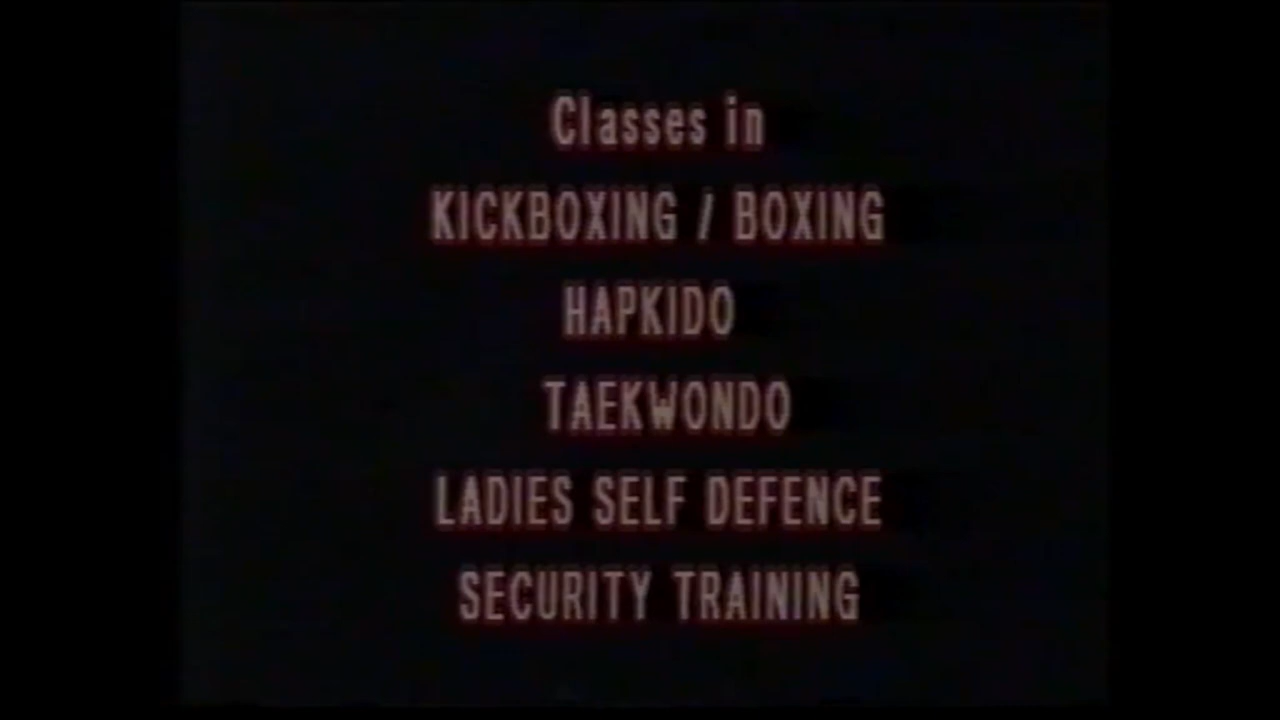 Classes in
KICKBOXING / BOXING
HAPKIDO
TAEKWONDO
LADIES SELF DEFENCE
SECURITY TRAINING